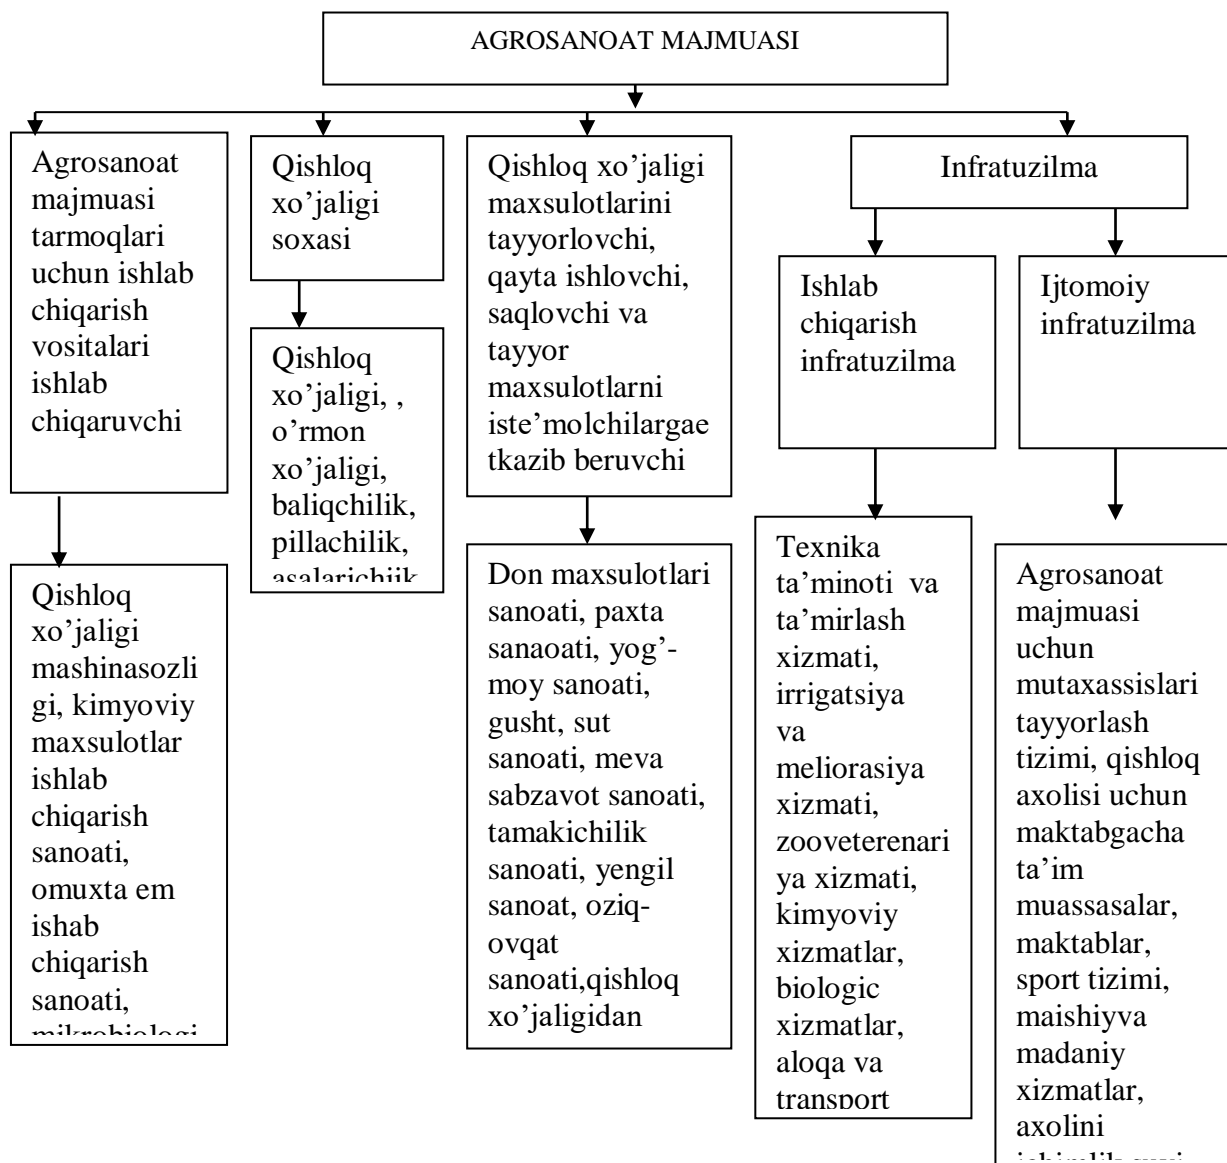 AGROSANOAT MAJMUASI
Agrosanoat
majmuasi
tarmoqlari
uchun ishlab
chiqarish
vositalari
ishlab
chiqaruvchi
Qishloq
xo’jaligi
soxasi
Qishloq xo’jaligi
maxsulotlarini
tayyorlovchi,
qayta ishlovchi,
saqlovchi va
tayyor
maxsulotlarni
iste’molchilargae
tkazib beruvchi
Infratuzilma
Ishlab
chiqarish
infratuzilma
Ijtomoiy
infratuzilma
Qishloq
xo’jaligi, ,
o’rmon
xo’jaligi,
baliqchilik,
pillachilik,
Qishloq
xo’jaligi
mashinasozli
gi, kimyoviy
maxsulotlar
ishlab
chiqarish
sanoati,
omuxta em
ishab
chiqarish
sanoati,
mikrobiologi
Don maxsulotlari
sanoati, paxta
sanaoati, yog’-
moy sanoati,
gusht, sut
sanoati, meva
sabzavot sanoati,
tamakichilik
sanoati, yengil
sanoat, oziq-
ovqat
sanoati,qishloq
xo’jaligidan
Texnika
ta’minoti va
ta’mirlash
xizmati,
irrigatsiya
va
meliorasiya
xizmati,
zooveterenari
ya xizmati,
kimyoviy
xizmatlar,
biologic
xizmatlar,
aloqa va
transport
Agrosanoat
majmuasi
uchun
mutaxassislari
tayyorlash
tizimi, qishloq
axolisi uchun
maktabgacha
ta’im
muassasalar,
maktablar,
sport tizimi,
maishiyva
madaniy
xizmatlar,
axolini